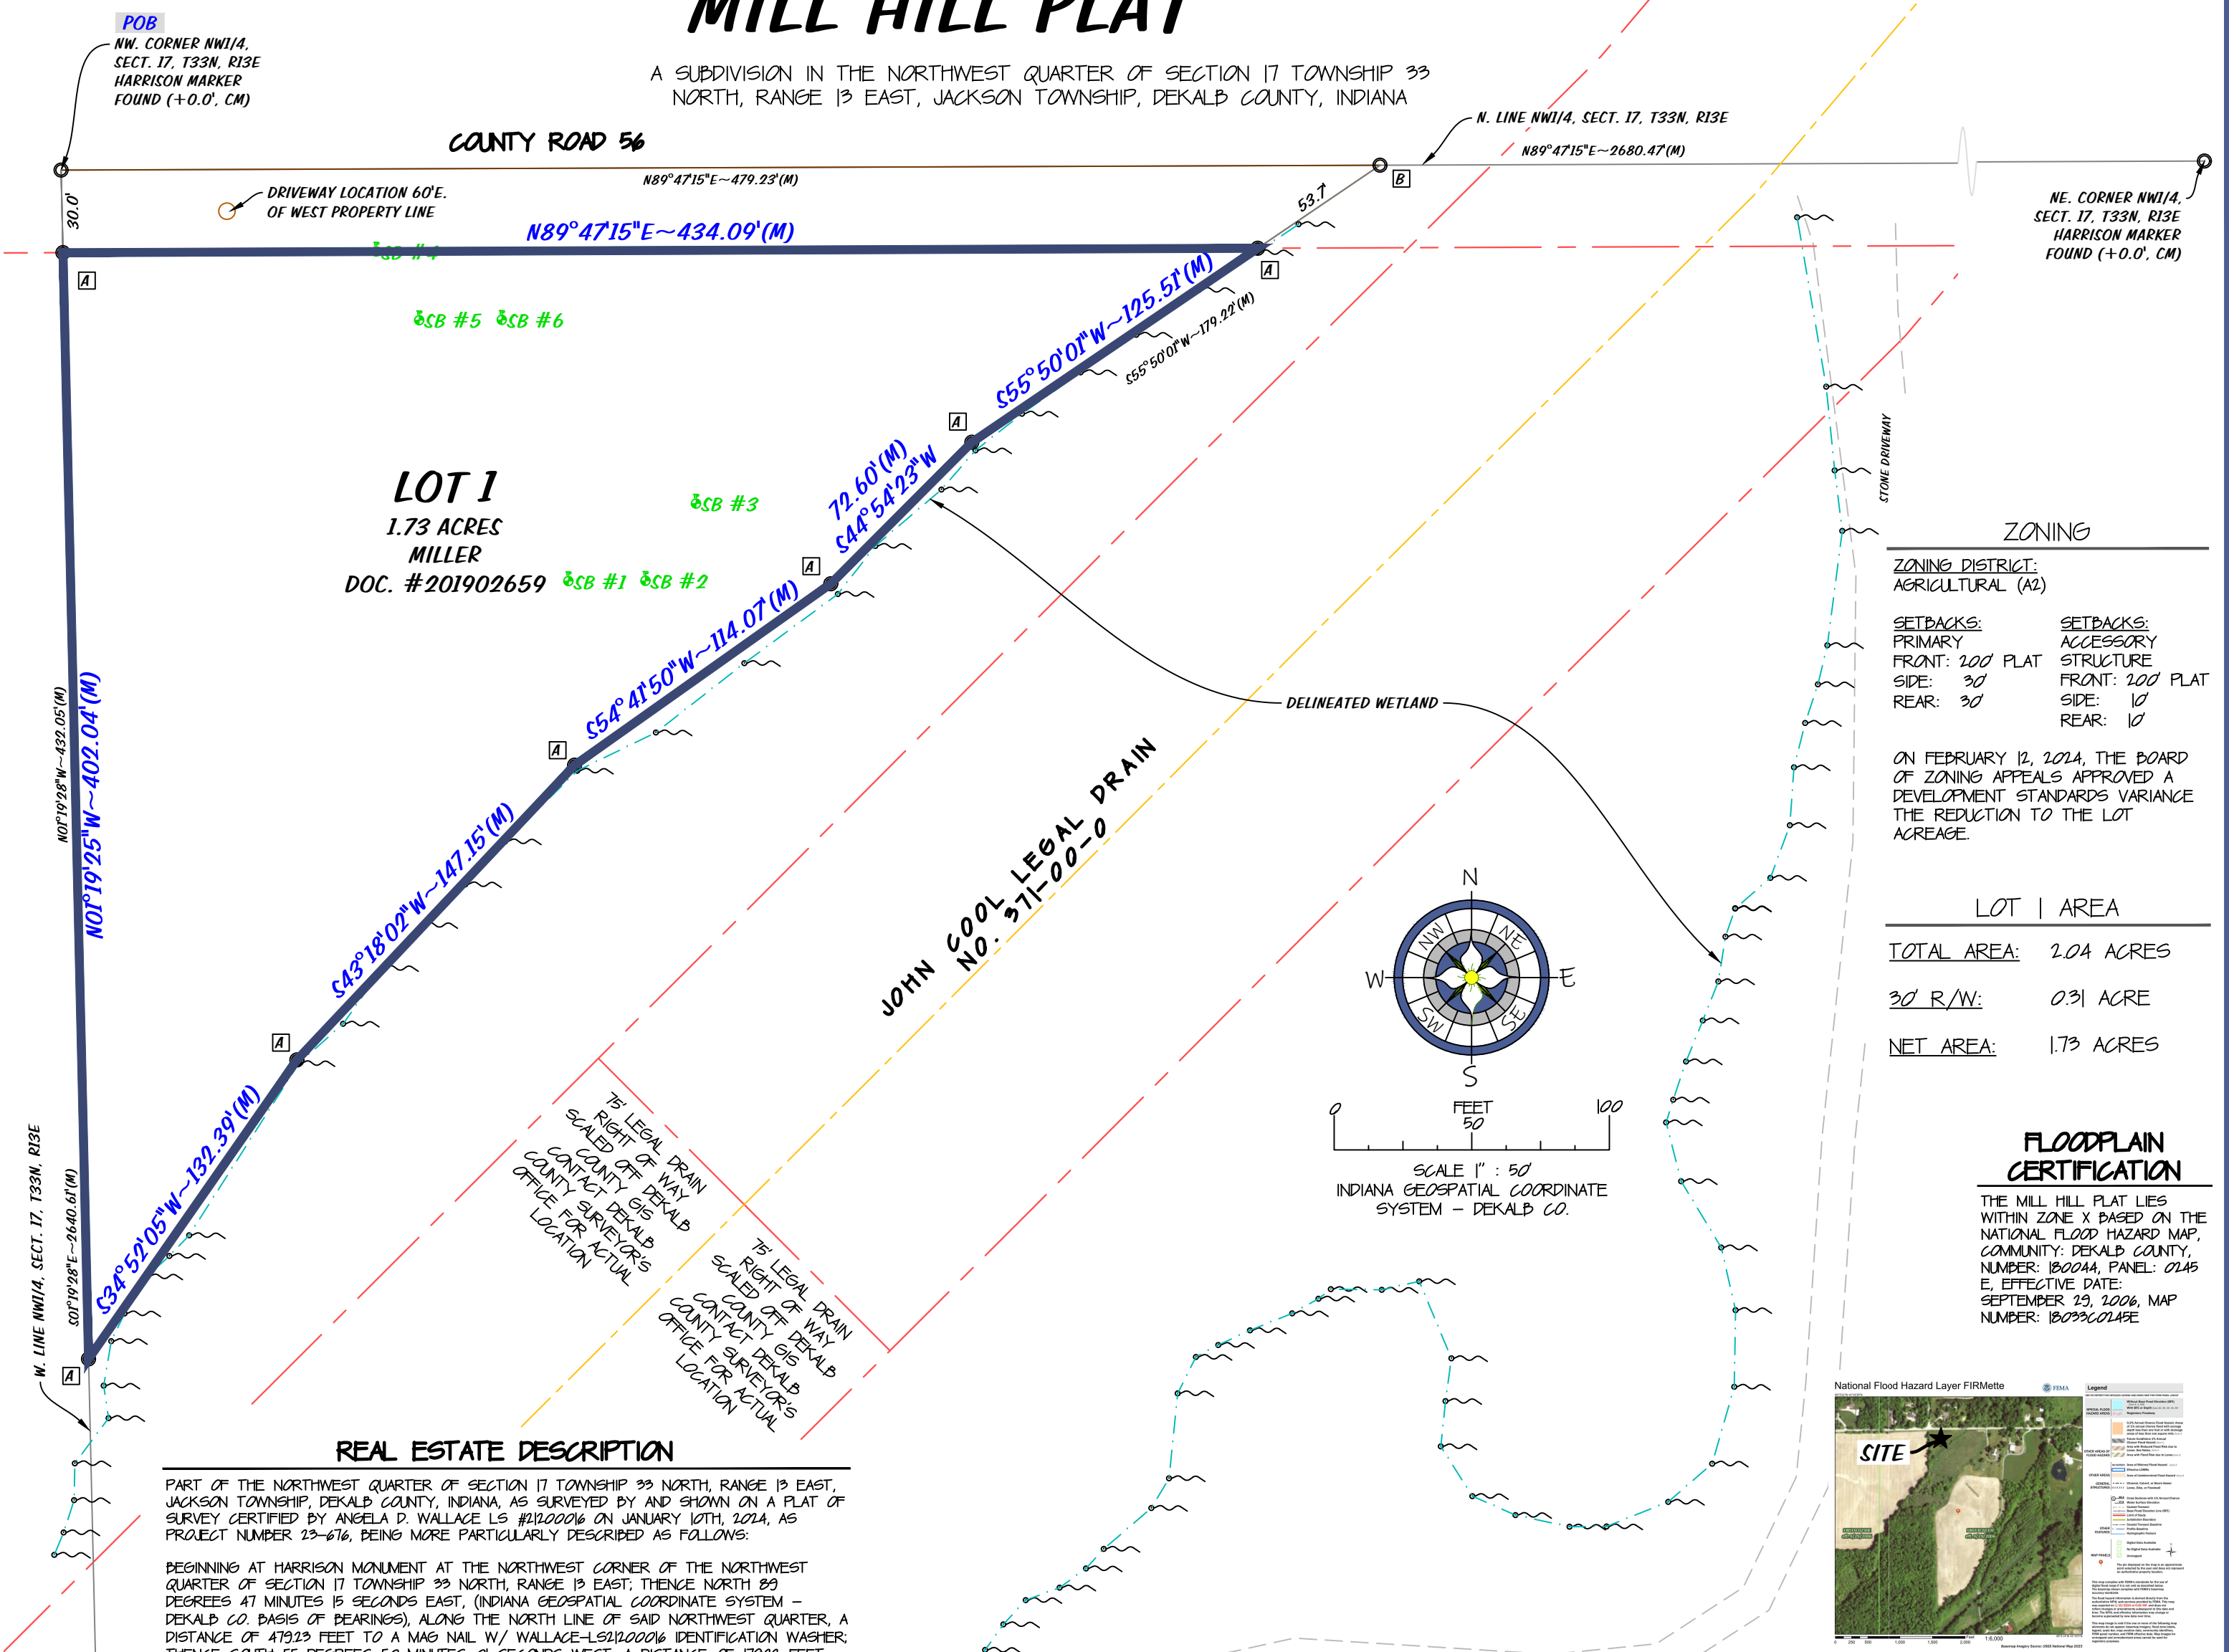 MILL HILL PLAT
A SUBDIVISION IN THE NORTHWEST QUARTER OF SECTION 17 TOWNSHIP 33
NORTH, RANGE 13 EAST, JACKSON TOWNSHIP, DEKALB COUNTY, INDIANA
POB
NW. CORNER NW1/4,
SECT. 17, T33N, R13E
HARRISON MARKER
FOUND (+0.0', CM)
COUNTY ROAD 56
N89°47'15"E~479.23'(M)
N. LINE NW1/4, SECT. 17, T33N, R13E
N89°47'15"E~2680.47'(M)
B
NE. CORNER NW1/4,
SECT. 17, T33N, R13E
HARRISON MARKER
FOUND (+0.0', CM)
30.0'
DRIVEWAY LOCATION 60'E.
OF WEST PROPERTY LINE
53.7'
N89°47'15"E~434.09'(M)
SB #4
A
A
SB #5
SB #6
S55°50'01"W~125.51'(M)
S55°50'01"W~179.22'(M)
A
LOT 1
1.73 ACRES
MILLER
DOC. #201902659
SB #3
SB #1
SB #2
72.60'(M)
S44°54'23"W
A
S54°41'50"W~114.07'(M)
A
N01°19'28"W~432.05'(M)
N01°19'25"W~402.04'(M)
S43°18'02"W~147.15'(M)
A
S34°52'05"W~132.39'(M)
S01°19'28"E~2640.61'(M)
W. LINE NW1/4, SECT. 17, T33N, R13E
A
DELINEATED WETLAND
JOHN COOL LEGAL DRAIN
NO. 371-00-0
STONE DRIVEWAY
75' LEGAL DRAIN
RIGHT OF WAY
SCALED OFF DEKALB
COUNTY GIS
CONTACT DEKALB
COUNTY SURVEYOR'S
OFFICE FOR ACTUAL
LOCATION
75' LEGAL DRAIN
RIGHT OF WAY
SCALED OFF DEKALB
COUNTY GIS
CONTACT DEKALB
COUNTY SURVEYOR'S
OFFICE FOR ACTUAL
LOCATION
N
NW NE
W E
SW SE
S
0 FEET 100
50
SCALE 1" : 50'
INDIANA GEOSPATIAL COORDINATE
SYSTEM - DEKALB CO.
ZONING
ZONING DISTRICT:
AGRICULTURAL (A2)
SETBACKS:
PRIMARY
FRONT: 200' PLAT
SIDE: 30'
REAR: 30'
SETBACKS:
ACCESSORY
STRUCTURE
FRONT: 200' PLAT
SIDE: 10'
REAR: 10'
ON FEBRUARY 12, 2024, THE BOARD
OF ZONING APPEALS APPROVED A
DEVELOPMENT STANDARDS VARIANCE
THE REDUCTION TO THE LOT
ACREAGE.
LOT 1 AREA
TOTAL AREA: 2.04 ACRES
30' R/W: 0.31 ACRE
NET AREA: 1.73 ACRES
FLOODPLAIN
CERTIFICATION
THE MILL HILL PLAT LIES
WITHIN ZONE X BASED ON THE
NATIONAL FLOOD HAZARD MAP,
COMMUNITY: DEKALB COUNTY,
NUMBER: 180044, PANEL: 0245
E, EFFECTIVE DATE:
SEPTEMBER 29, 2006, MAP
NUMBER: 18033C0245E
National Flood Hazard Layer FIRMette
FEMA
Legend
SITE
1:6,000
REAL ESTATE DESCRIPTION
PART OF THE NORTHWEST QUARTER OF SECTION 17 TOWNSHIP 33 NORTH, RANGE 13 EAST,
JACKSON TOWNSHIP, DEKALB COUNTY, INDIANA, AS SURVEYED BY AND SHOWN ON A PLAT OF
SURVEY CERTIFIED BY ANGELA D. WALLACE LS #21200016 ON JANUARY 10TH, 2024, AS
PROJECT NUMBER 23-676, BEING MORE PARTICULARLY DESCRIBED AS FOLLOWS:
BEGINNING AT HARRISON MONUMENT AT THE NORTHWEST CORNER OF THE NORTHWEST
QUARTER OF SECTION 17 TOWNSHIP 33 NORTH, RANGE 13 EAST; THENCE NORTH 89
DEGREES 47 MINUTES 15 SECONDS EAST, (INDIANA GEOSPATIAL COORDINATE SYSTEM -
DEKALB CO. BASIS OF BEARINGS), ALONG THE NORTH LINE OF SAID NORTHWEST QUARTER, A
DISTANCE OF 479.23 FEET TO A MAG NAIL W/ WALLACE-LS21200016 IDENTIFICATION WASHER;
THENCE SOUTH 55 DEGREES 50 MINUTES 01 SECONDS WEST, A DISTANCE OF 179.22 FEET